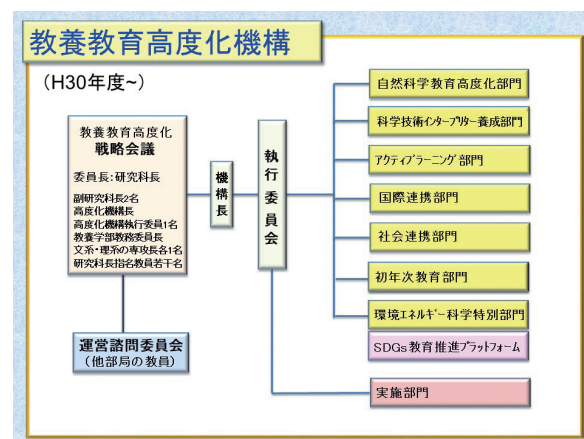 教養教育高度化機構
(H30年度~)
教養教育高度化
戦略会議
委員長:研究科長
副研究科長2名
高度化機構長
高度化機構執行委員1名
教養学部教務委員長
文系・理系の専攻長各1名
研究科長指名教員若干名
運営諮問委員会
(他部局の教員)
機構長
執行委員会
自然科学教育高度化部門
科学技術インタープリター養成部門
アクティブラーニング部門
国際連携部門
社会連携部門
初年次教育部門
環境エネルギー科学特別部門
SDGs教育推進プラットフォーム
実施部門